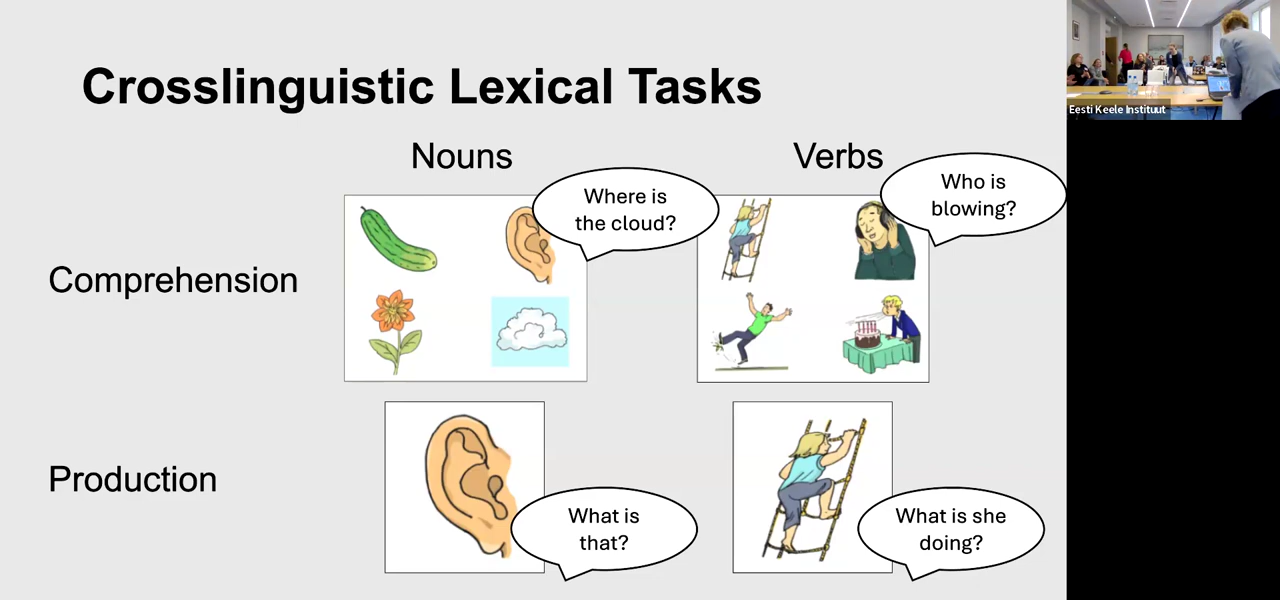 Crosslinguistic Lexical Tasks
Eesti Keele Instituut
Nouns
Verbs
Where is
the cloud?
Who is
blowing?
Comprehension
Production
What is
that?
What is she
doing?